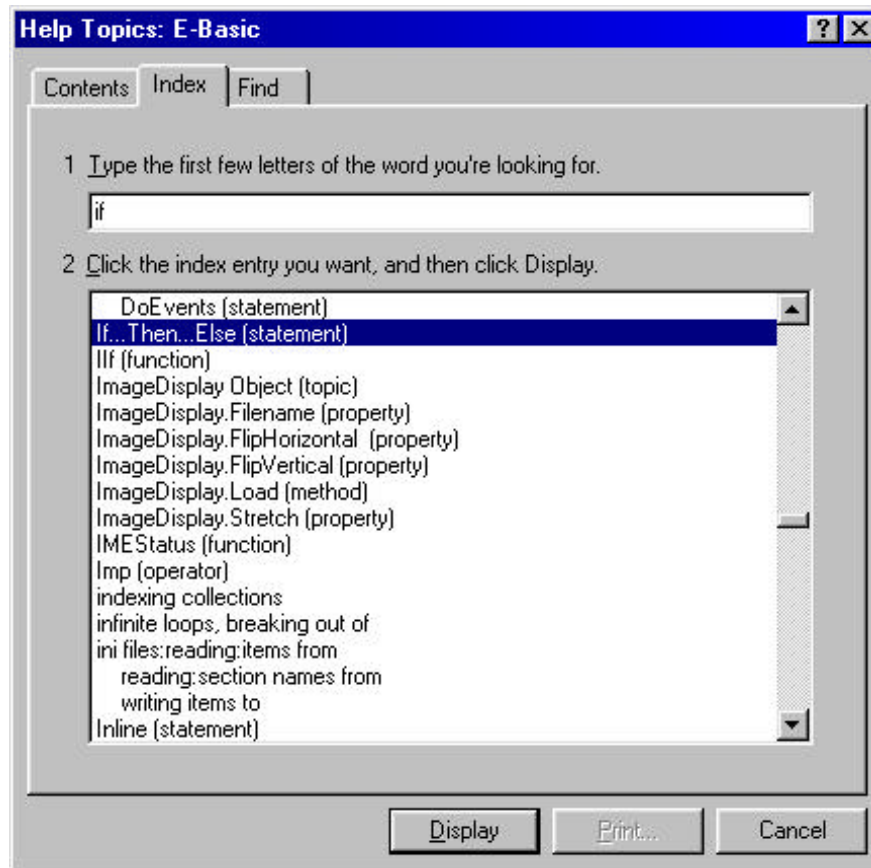 Help Topics: E-Basic
Contents Index Find
1 Type the first few letters of the word you're looking for.
if
2 Click the index entry you want, and then click Display.
DoEvents (statement)
If...Then...Else (statement)
IIf (function)
ImageDisplay Object (topic)
ImageDisplay.Filename (property)
ImageDisplay.FlipHorizontal (property)
ImageDisplay.FlipVertical (property)
ImageDisplay.Load (method)
ImageDisplay.Stretch (property)
IMEStatus (function)
Imp (operator)
indexing collections
infinite loops, breaking out of
ini files:reading:items from
reading:section names from
writing items to
Inline (statement)
Display Print... Cancel